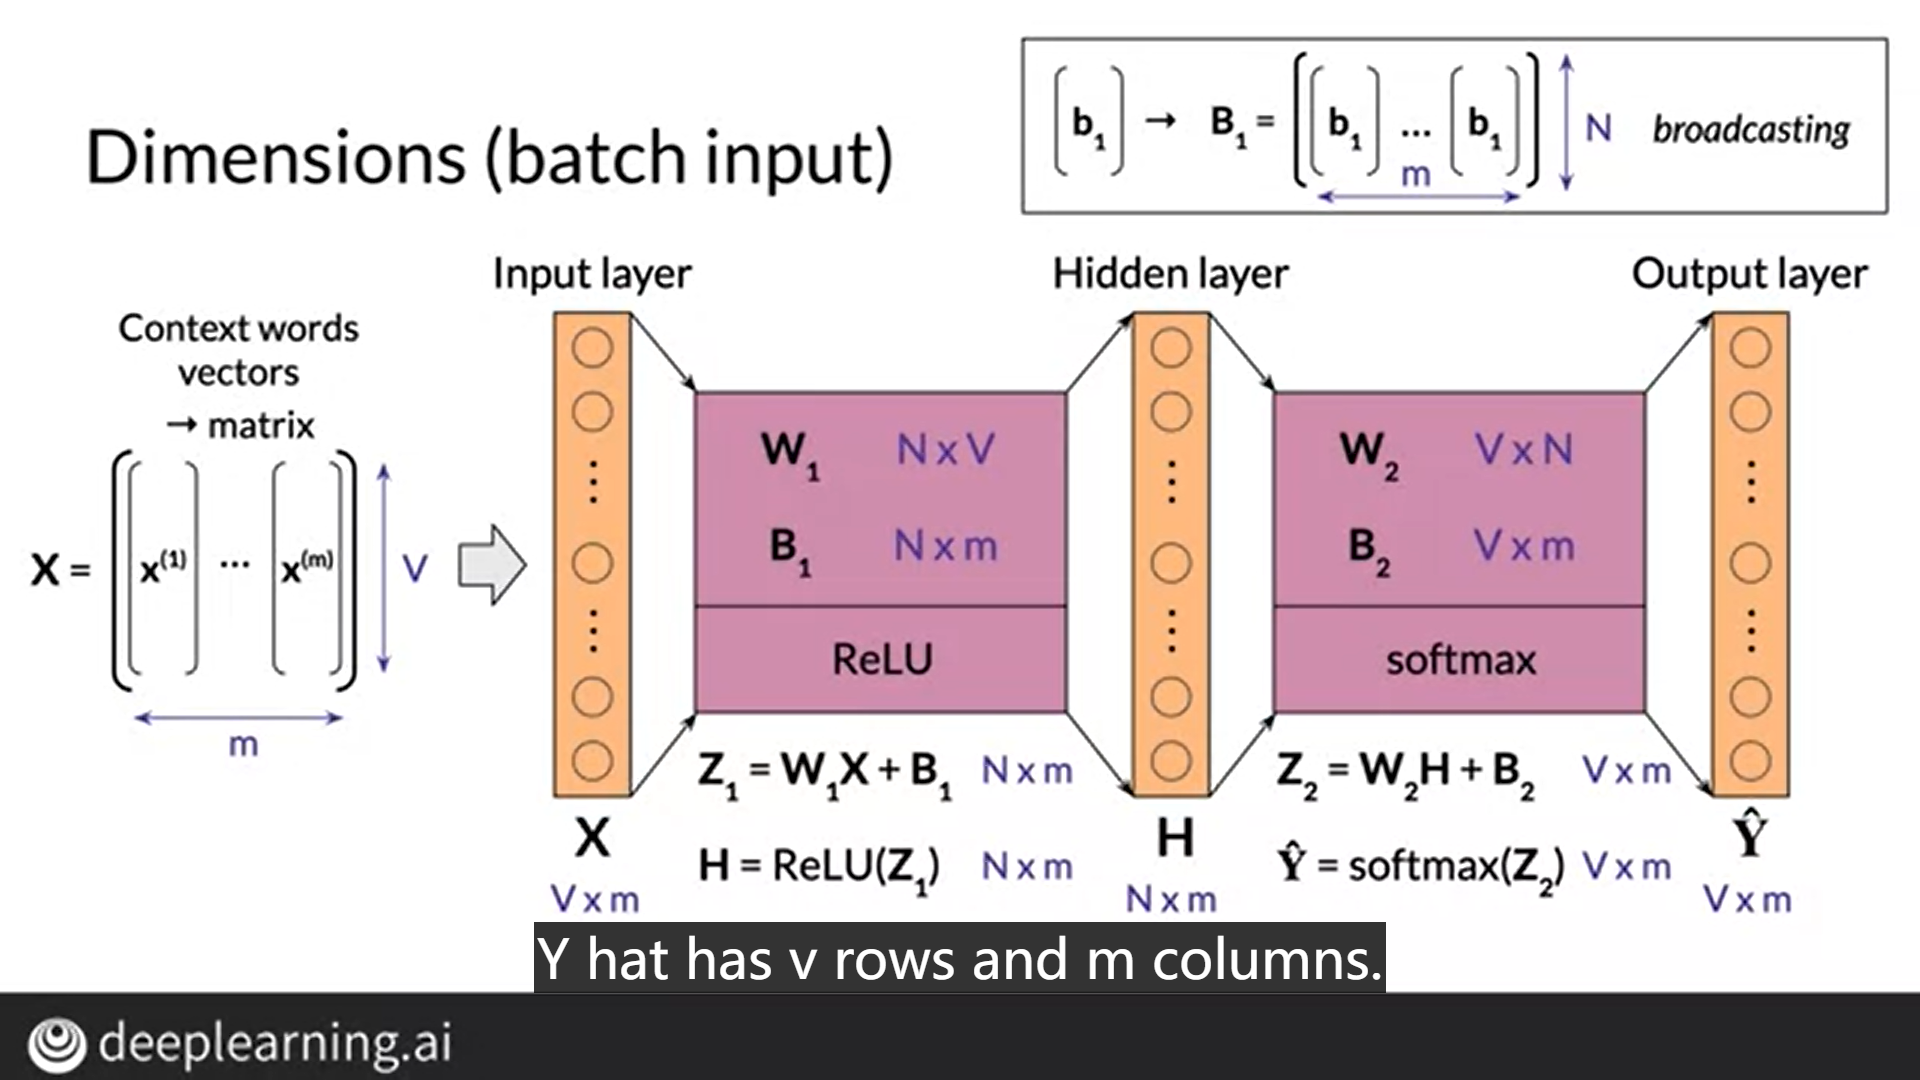 Dimensions (batch input)
b₁ → B₁ = b₁ ... b₁ N broadcasting
m
Input layer
Hidden layer
Output layer
Context words
vectors
→ matrix
X = x⁽¹⁾ ... x⁽ᵐ⁾ V
m
W₁ N x V
B₁ N x m
ReLU
W₂ V x N
B₂ V x m
softmax
Z₁ = W₁X + B₁ N x m
H = ReLU(Z₁) N x m
Z₂ = W₂H + B₂ V x m
Ŷ = softmax(Z₂) V x m
X
V x m
H
N x m
Ŷ
V x m
Y hat has v rows and m columns.
deeplearning.ai